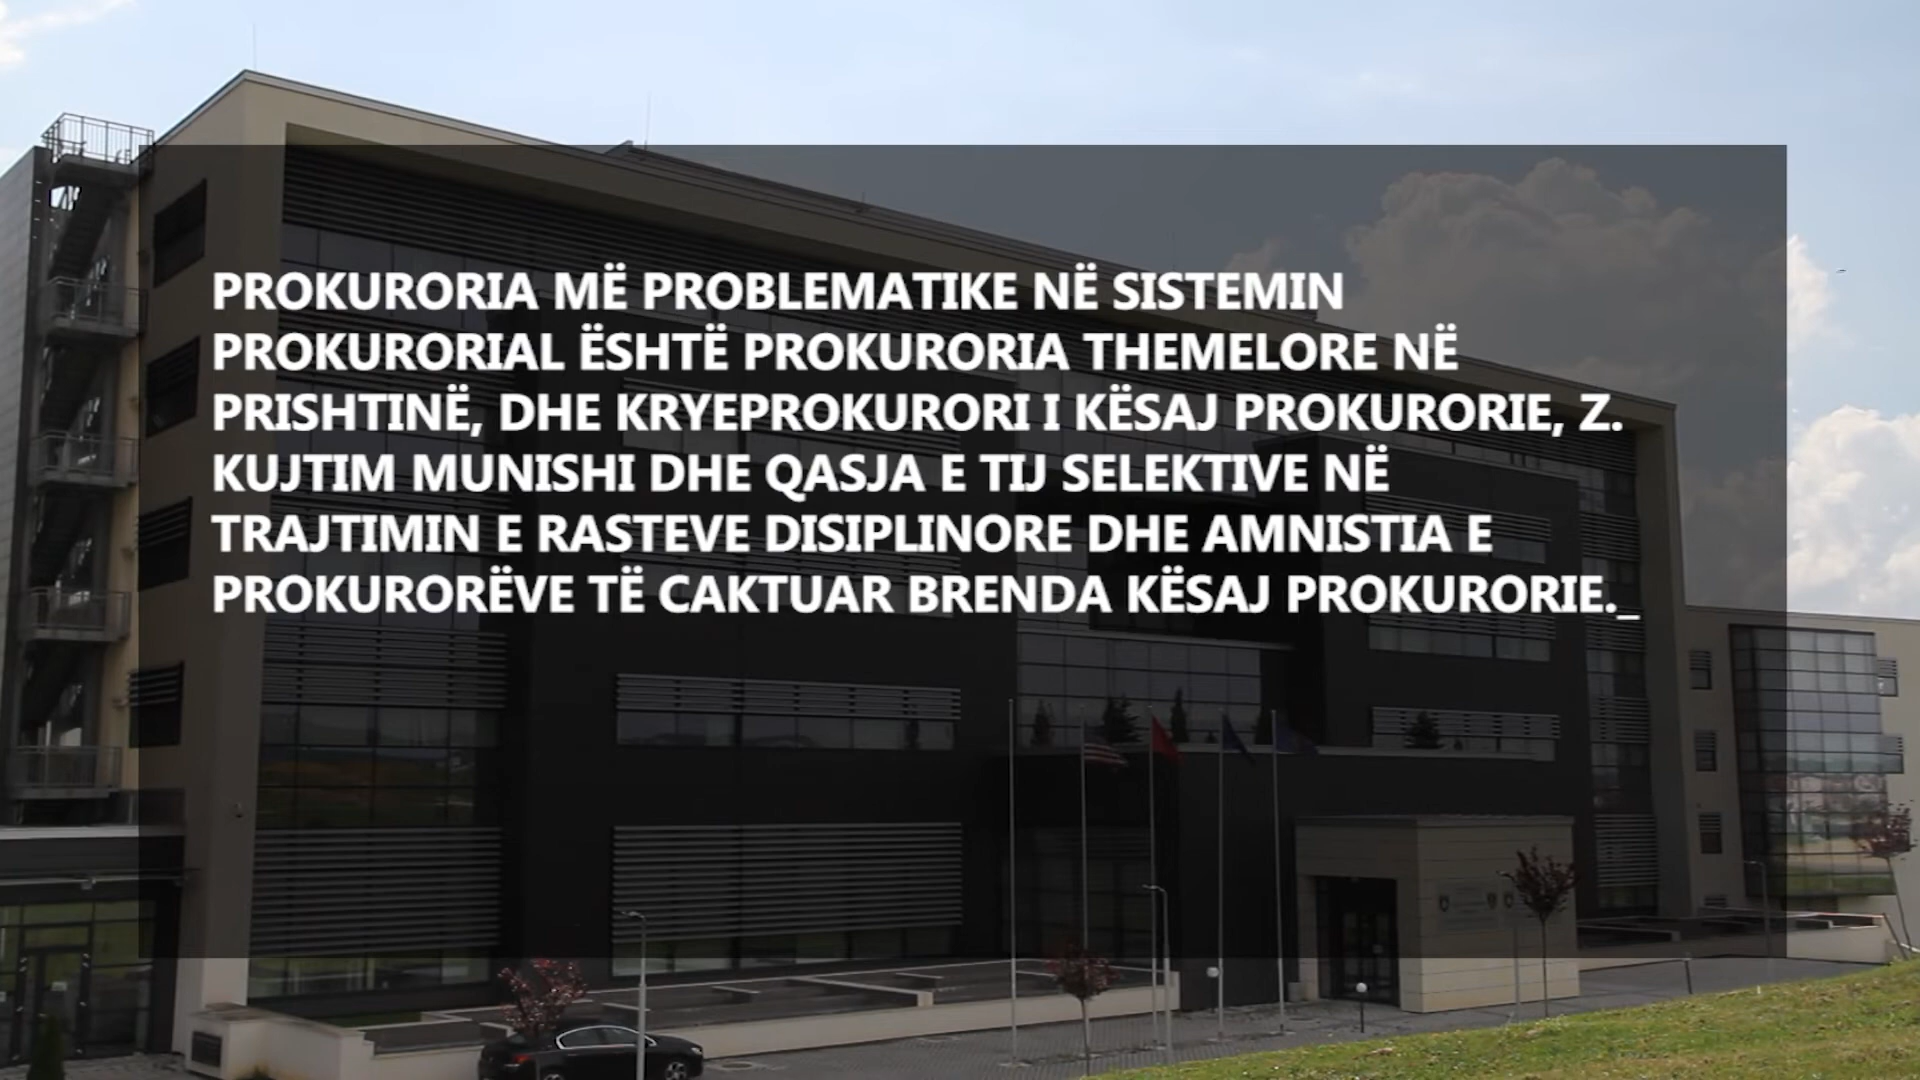 PROKURORIA MË PROBLEMATIKE NË SISTEMIN
PROKURORIAL ËSHTË PROKURORIA THEMELORE NË
PRISHTINË, DHE KRYEPROKURORI I KËSAJ PROKURORIE, Z.
KUJTIM MUNISHI DHE QASJA E TIJ SELEKTIVE NË
TRAJTIMIN E RASTEVE DISIPLINORE DHE AMNISTIA E
PROKURORËVE TË CAKTUAR BRENDA KËSAJ PROKURORIE._